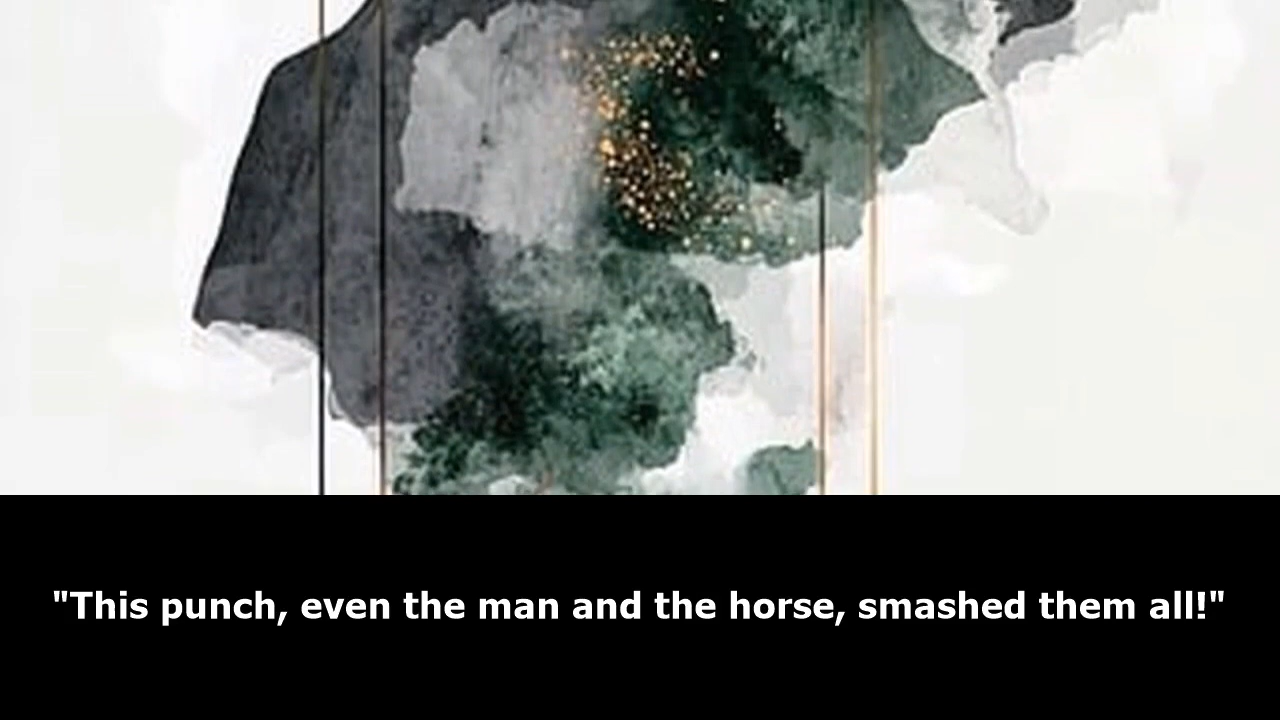 "This punch, even the man and the horse, smashed them all!"